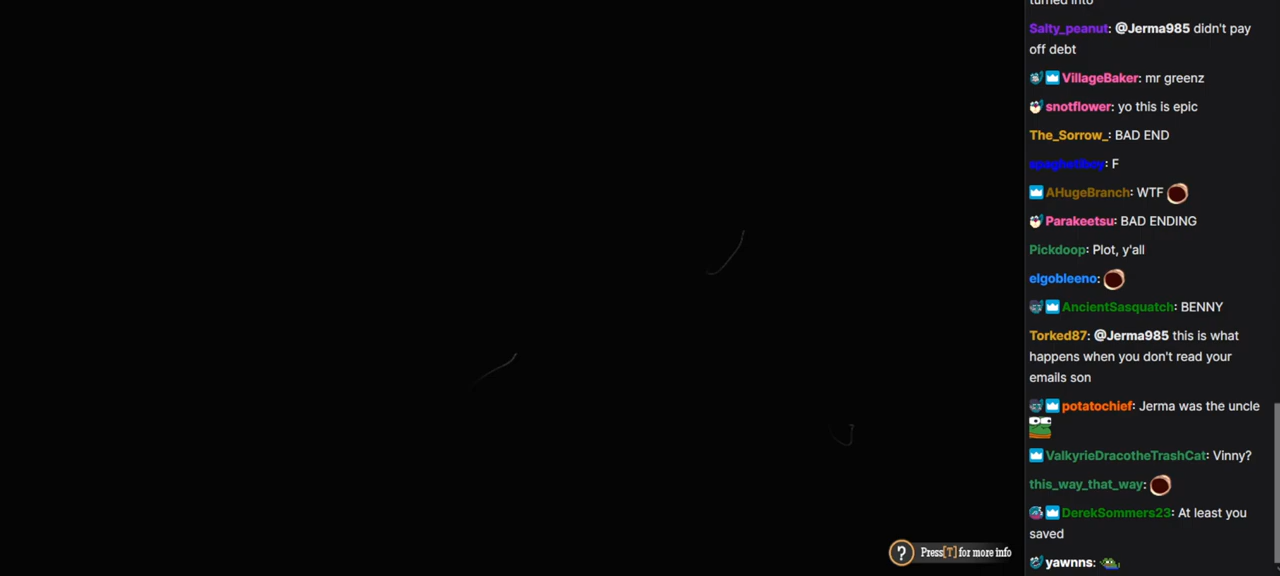 turned into
Salty_peanut: @Jerma985 didn't pay
off debt
VillageBaker: mr greenz
snotflower: yo this is epic
The_Sorrow_: BAD END
spaghettboy: F
AHugeBranch: WTF
Parakeetsu: BAD ENDING
Pickdoop: Plot, y'all
elgobleeno:
AncientSasquatch: BENNY
Torked87: @Jerma985 this is what
happens when you don't read your
emails son
potatochief: Jerma was the uncle
ValkyrieDracotheTrashCat: Vinny?
this_way_that_way:
DerekSommers23: At least you
saved
? Press[T] for more info
yawnns: